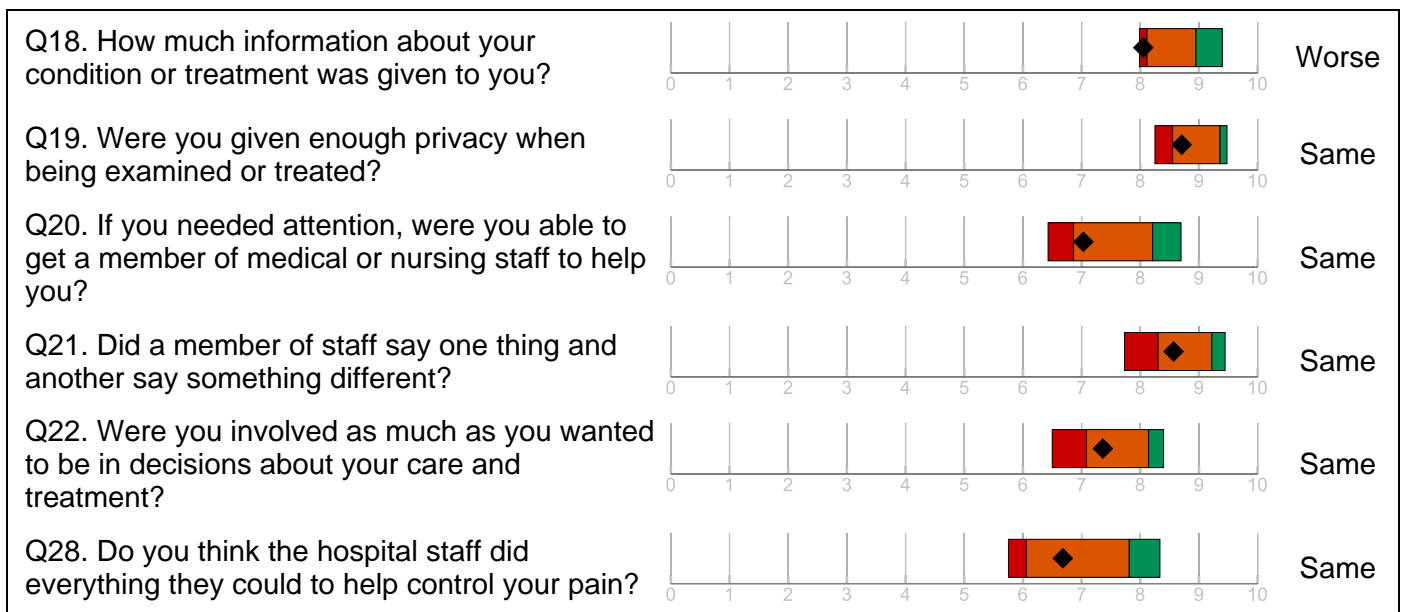 Q18. How much information about your
condition or treatment was given to you?
0 1 2 3 4 5 6 7 8 9 10
Worse
Q19. Were you given enough privacy when
being examined or treated?
0 1 2 3 4 5 6 7 8 9 10
Same
Q20. If you needed attention, were you able to
get a member of medical or nursing staff to help
you?
0 1 2 3 4 5 6 7 8 9 10
Same
Q21. Did a member of staff say one thing and
another say something different?
0 1 2 3 4 5 6 7 8 9 10
Same
Q22. Were you involved as much as you wanted
to be in decisions about your care and
treatment?
0 1 2 3 4 5 6 7 8 9 10
Same
Q28. Do you think the hospital staff did
everything they could to help control your pain?
0 1 2 3 4 5 6 7 8 9 10
Same